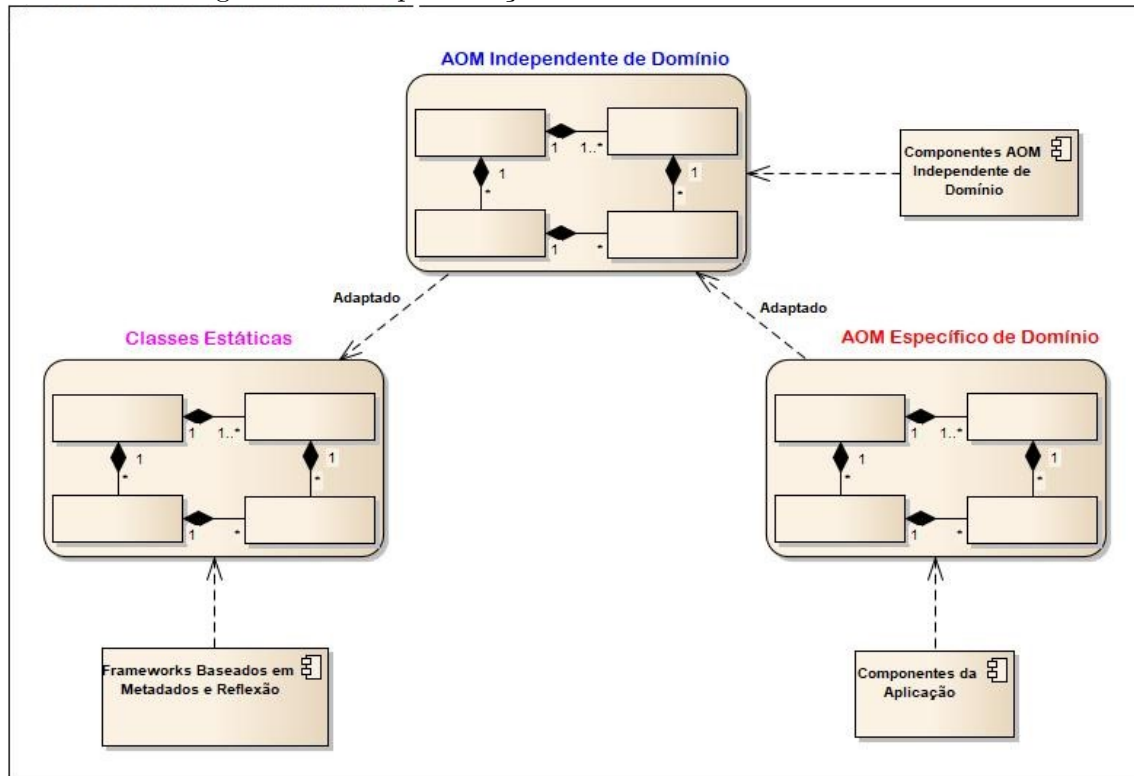 AOM Independente de Domínio
1
1..*
1
*
1
*
1
*
Componentes AOM
Independente de
Domínio
Adaptado
Adaptado
Classes Estáticas
AOM Específico de Domínio
1
1..*
1
*
1
*
1
*
1
1..*
1
*
1
*
1
*
Frameworks Baseados em
Metadados e Reflexão
Componentes da
Aplicação